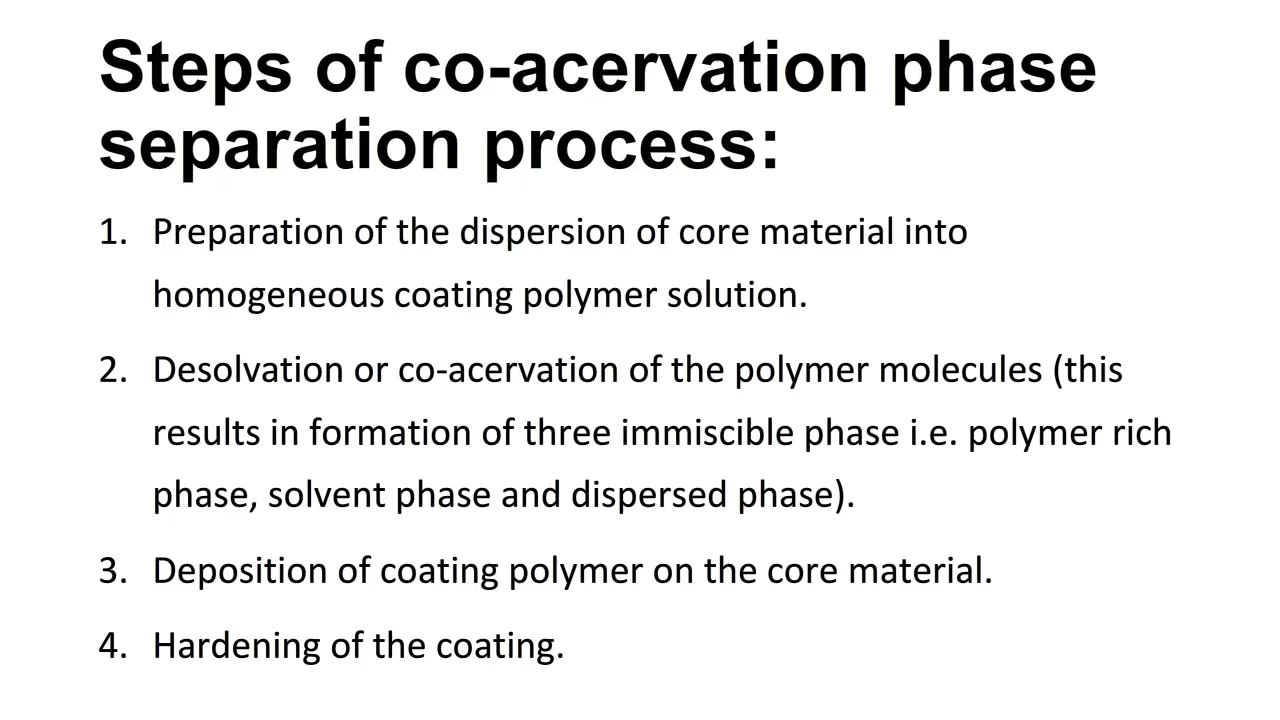 Steps of co-acervation phase
separation process:
1. Preparation of the dispersion of core material into
homogeneous coating polymer solution.
2. Desolvation or co-acervation of the polymer molecules (this
results in formation of three immiscible phase i.e. polymer rich
phase, solvent phase and dispersed phase).
3. Deposition of coating polymer on the core material.
4. Hardening of the coating.